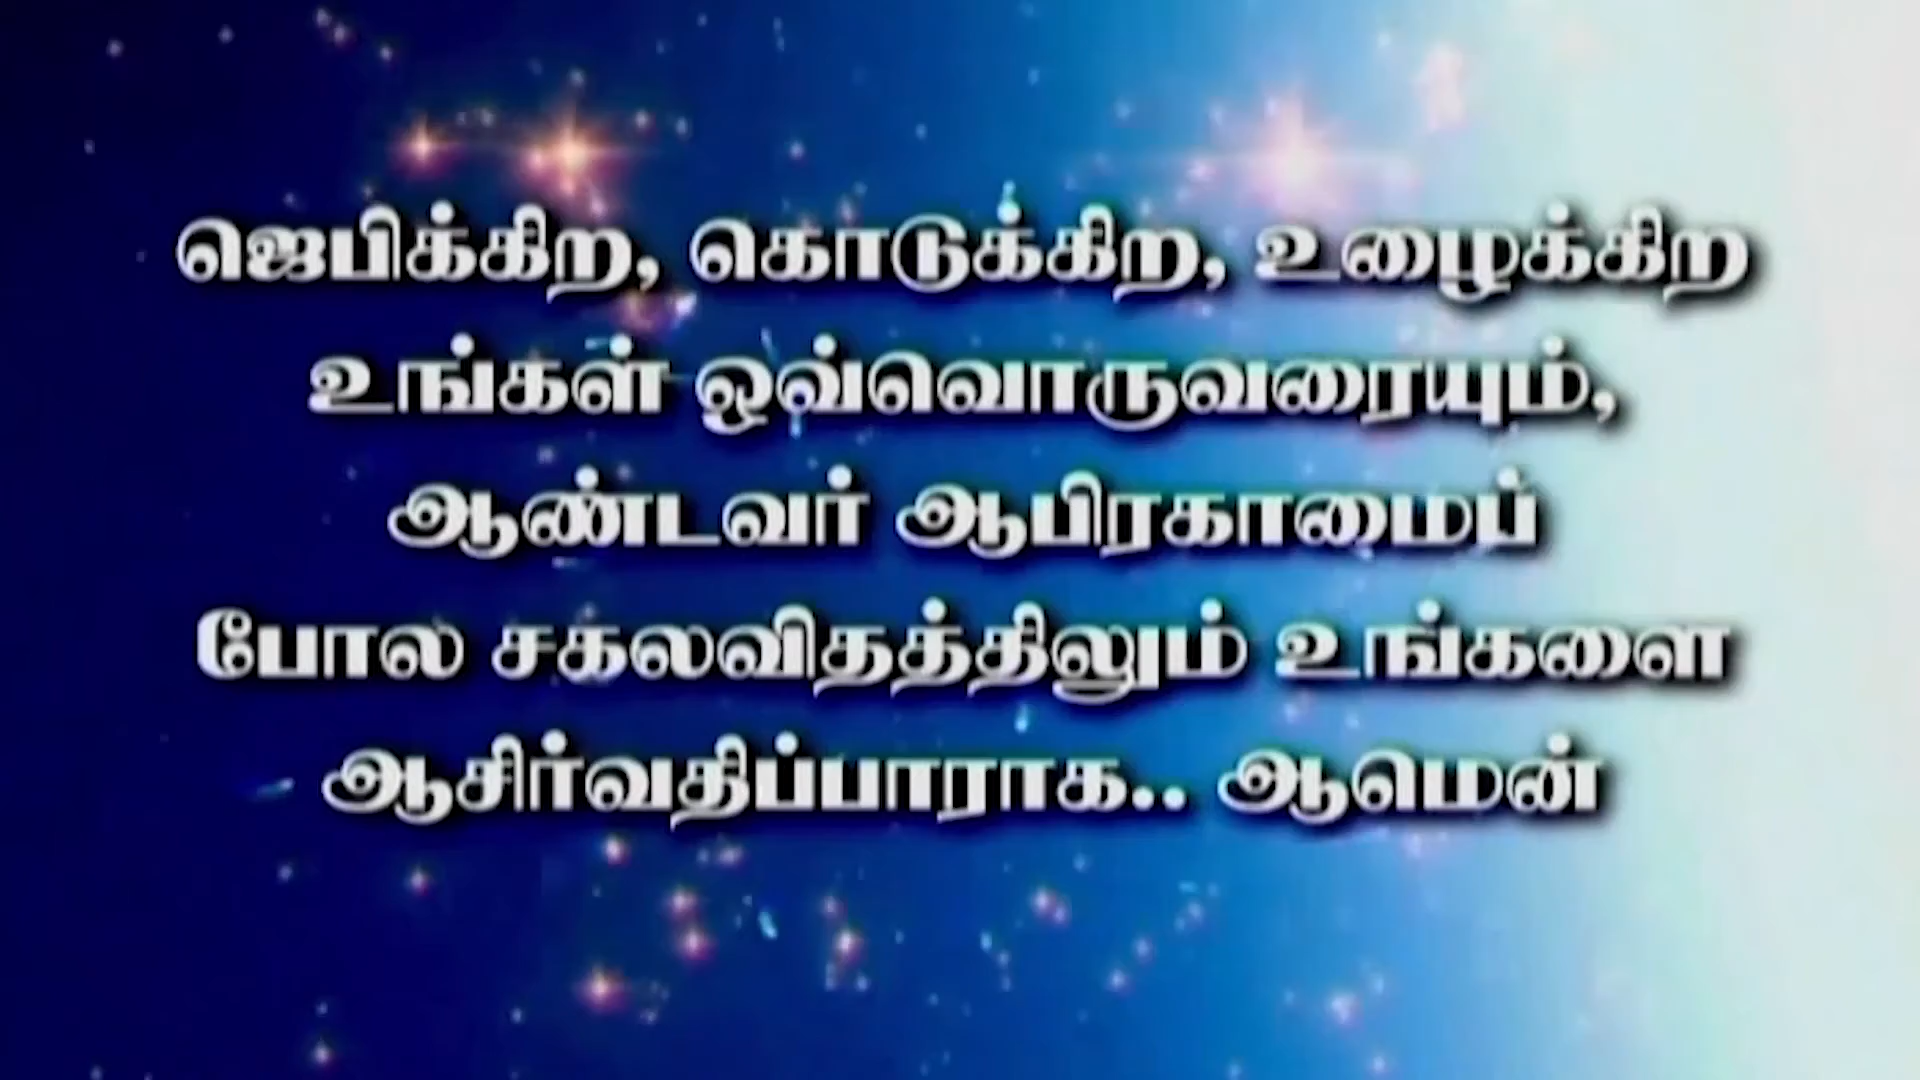 ஜெபிக்கிற, கொடுக்கிற, உழைக்கிற
உங்கள் ஒவ்வொருவரையும்,
ஆண்டவர் ஆபிரகாமைப்
போல சகலவிதத்திலும் உங்களை
ஆசிர்வதிப்பாராக.. ஆமென்